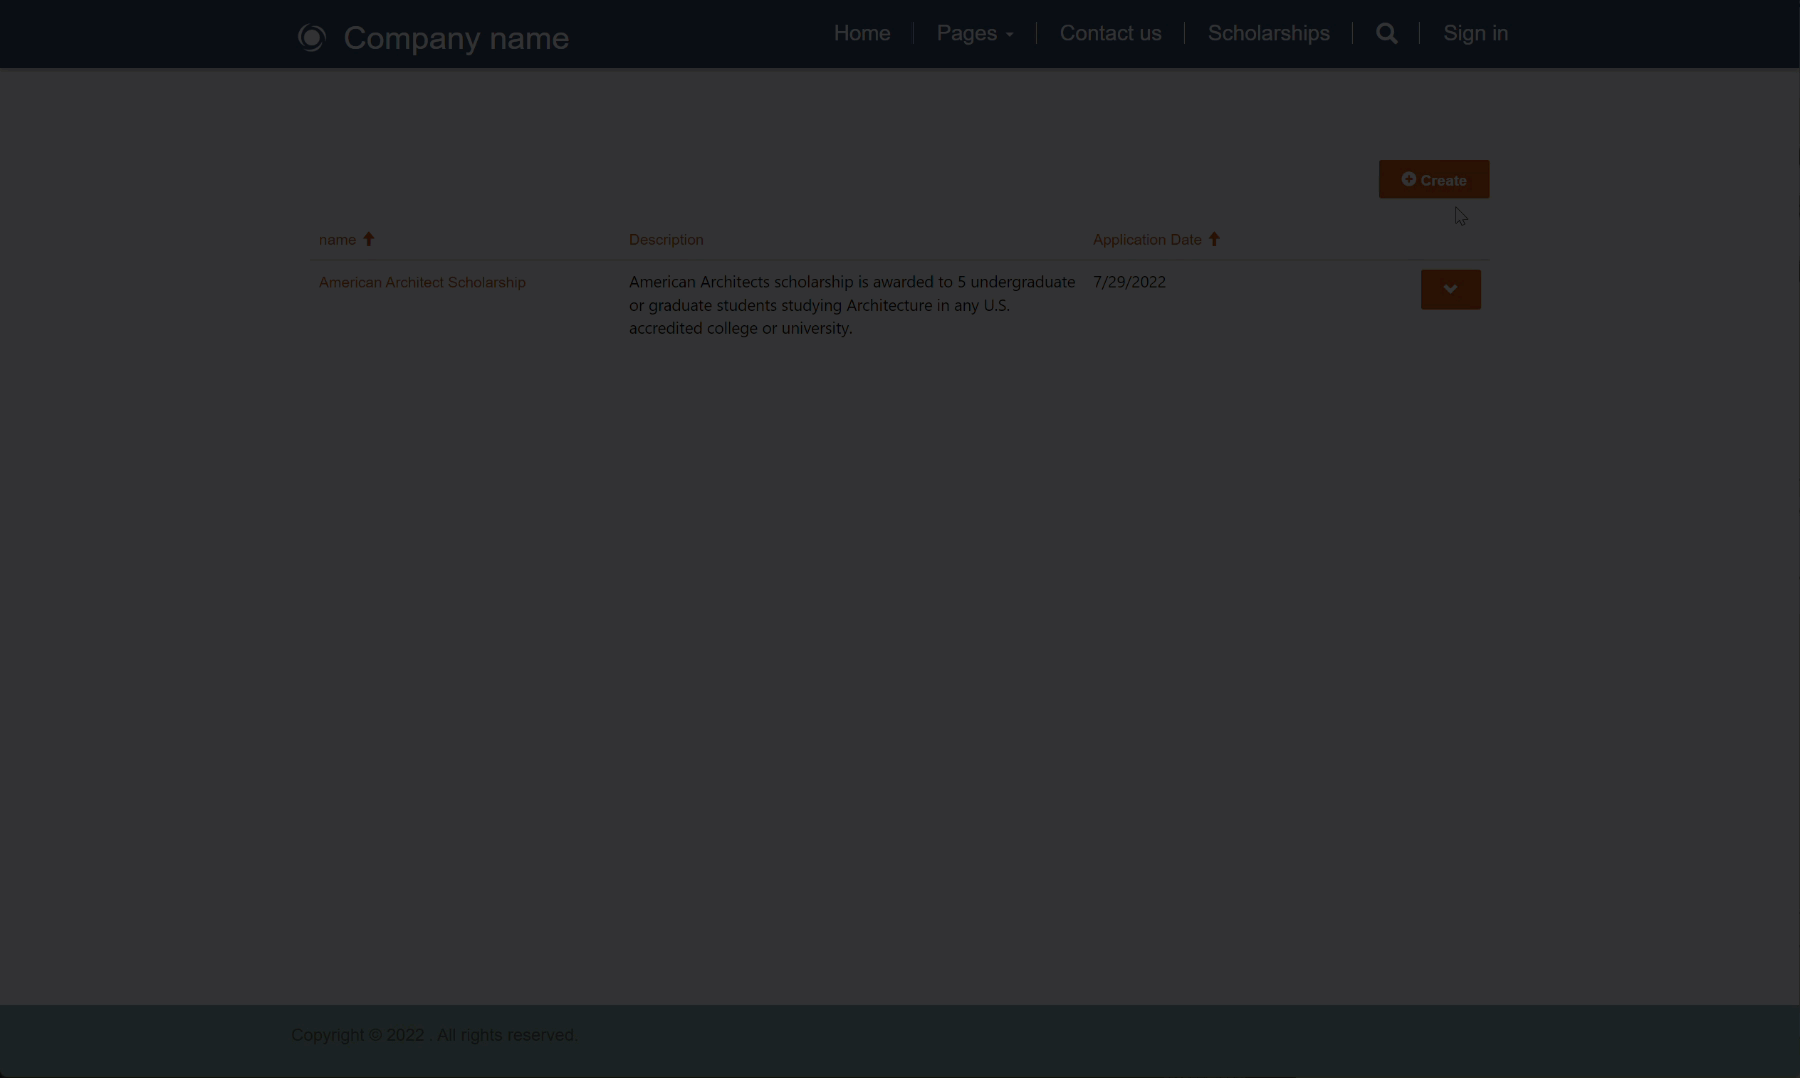 Company name
Home Pages Contact us Scholarships Sign in
Create
name Description Application Date
American Architect Scholarship American Architects scholarship is awarded to 5 undergraduate 7/29/2022
or graduate students studying Architecture in any U.S.
accredited college or university.
Copyright © 2022 . All rights reserved